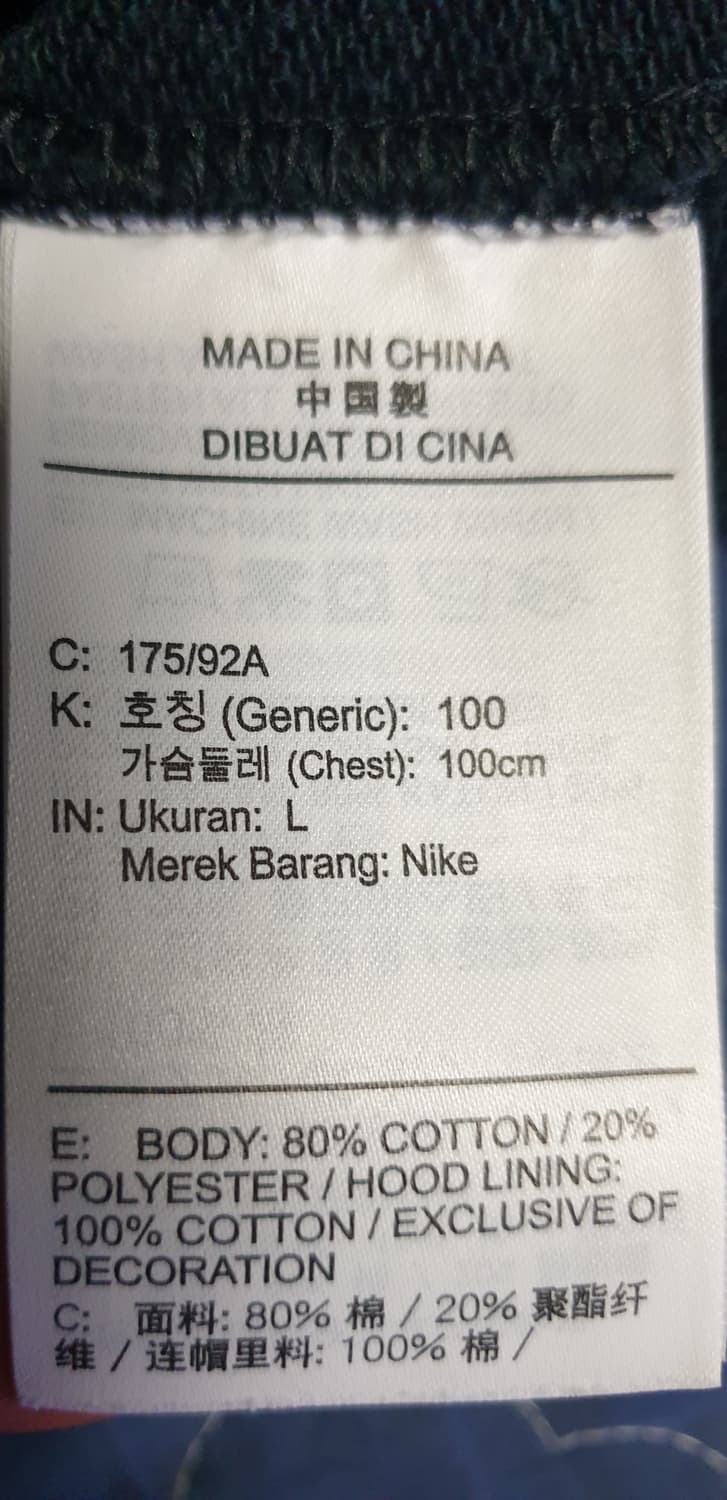 MADE IN CHINA
中国製
DIBUAT DI CINA
C: 175/92A
K: 호칭 (Generic): 100
가슴둘레 (Chest): 100cm
IN: Ukuran: L
Merek Barang: Nike
E: BODY: 80% COTTON / 20%
POLYESTER / HOOD LINING:
100% COTTON / EXCLUSIVE OF
DECORATION
C: 面料: 80% 棉 / 20% 聚酯纤
维 / 连帽里料: 100% 棉 /